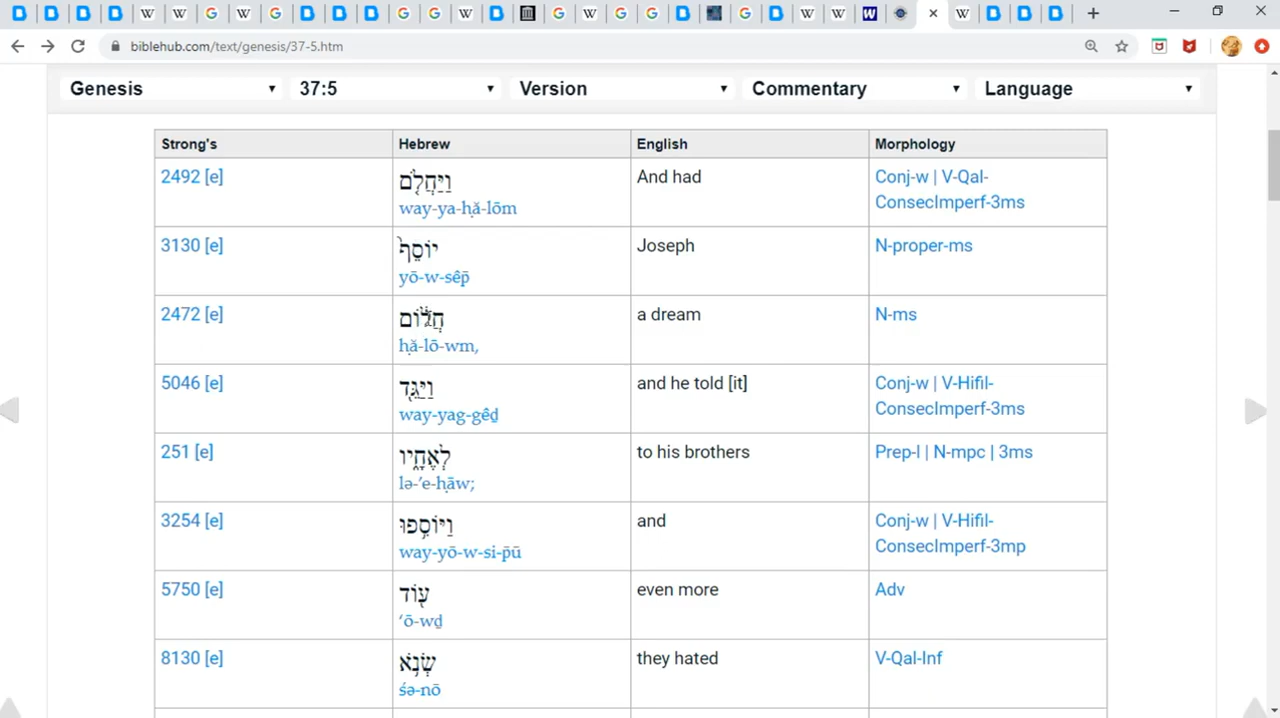 biblehub.com/text/genesis/37-5.htm
Genesis 37:5 Version Commentary Language
Strong's Hebrew English Morphology
2492 [e] וַיַּחֲלֹ֤ם And had Conj-w | V-Qal-
way-ya-ḥă-lōm ConsecImperf-3ms
3130 [e] יוֹסֵף֙ Joseph N-proper-ms
yō-w-sêp̄
2472 [e] חֲל֔וֹם a dream N-ms
ḥă-lō-wm,
5046 [e] וַיַּגֵּ֖ד and he told [it] Conj-w | V-Hifil-
way-yag-gêḏ ConsecImperf-3ms
251 [e] לְאֶחָ֑יו to his brothers Prep-l | N-mpc | 3ms
lə-’e-ḥāw;
3254 [e] וַיּוֹסִ֥פוּ and Conj-w | V-Hifil-
way-yō-w-si-p̄ū ConsecImperf-3mp
5750 [e] ע֖וֹד even more Adv
‘ō-wḏ
8130 [e] שְׂנֹ֥א they hated V-Qal-Inf
śə-nō